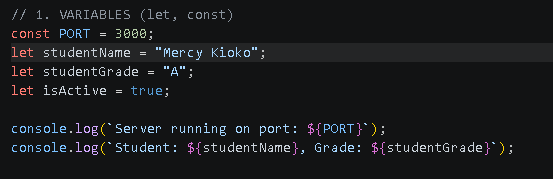 // 1. VARIABLES (let, const)
const PORT = 3000;
let studentName = "Mercy Kioko";
let studentGrade = "A";
let isActive = true;
console.log(`Server running on port: ${PORT}`);
console.log(`Student: ${studentName}, Grade: ${studentGrade}`);